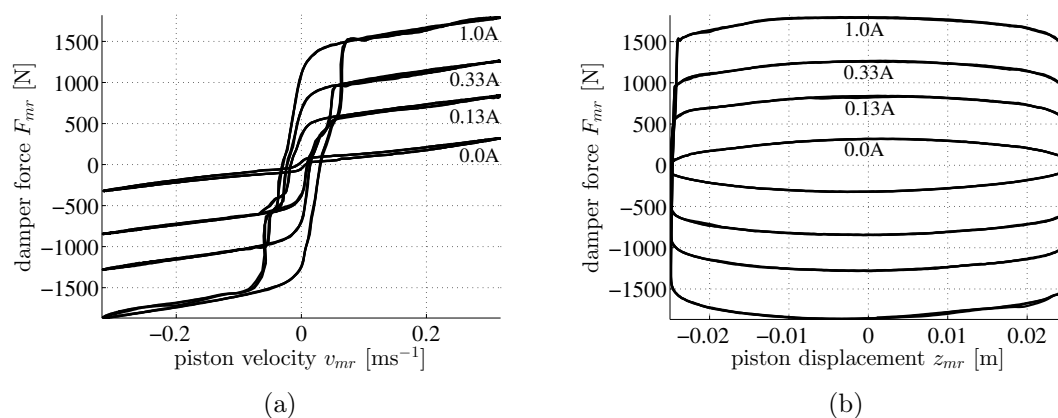 damper force F_mr [N]
1500
1000
500
0
−500
−1000
−1500
1.0A
0.33A
0.13A
0.0A
−0.2
0
0.2
piston velocity v_mr [ms⁻¹]
(a)
damper force F_mr [N]
1500
1000
500
0
−500
−1000
−1500
1.0A
0.33A
0.13A
0.0A
−0.02
−0.01
0
0.01
0.02
piston displacement z_mr [m]
(b)